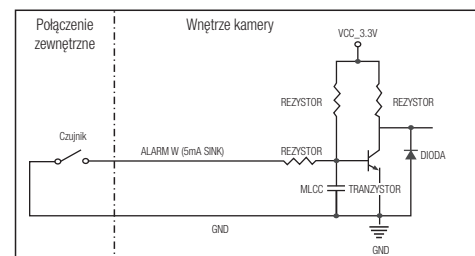 Połączenie
zewnętrzne
Wnętrze kamery
VCC_3.3V
REZYSTOR
REZYSTOR
Czujnik
ALARM W (5mA SINK)
REZYSTOR
DIODA
MLCC
TRANZYSTOR
GND
GND